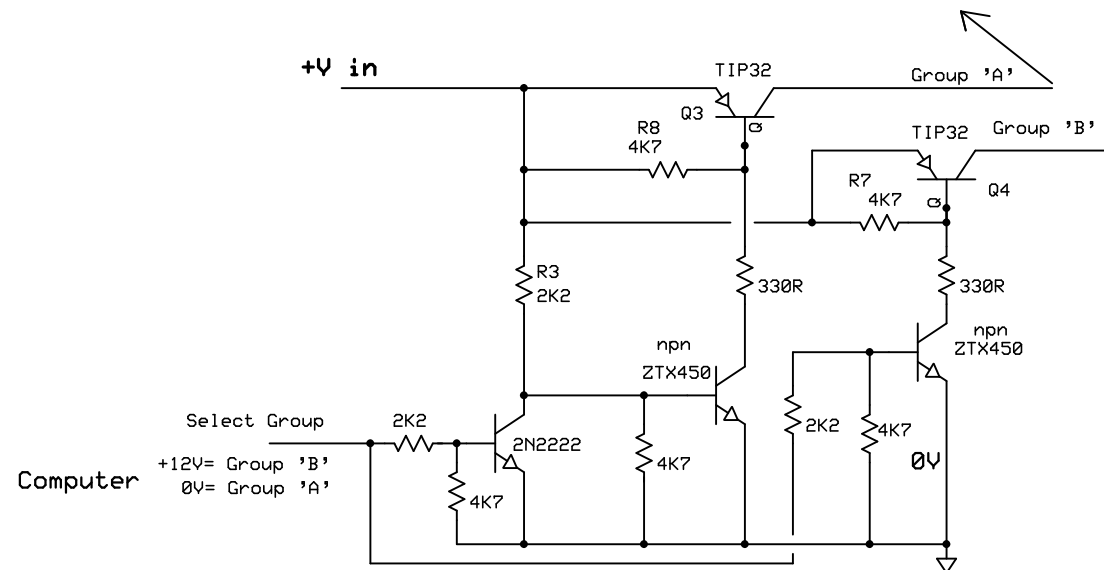 +V in
TIP32
Group 'A'
Q3
Q
R8
4K7
TIP32
Group 'B'
R7
4K7
Q
Q4
R3
2K2
330R
330R
npn
ZTX450
npn
ZTX450
Select Group
2K2
2N2222
2K2
4K7
+12V= Group 'B'
0V= Group 'A'
Computer
4K7
4K7
0V